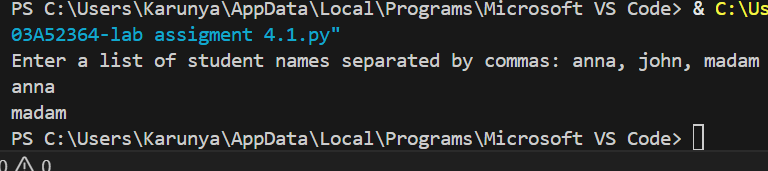 PS C:\Users\Karunya\AppData\Local\Programs\Microsoft VS Code> & C:\Us
03A52364-lab assigment 4.1.py"
Enter a list of student names separated by commas: anna, john, madam
anna
madam
PS C:\Users\Karunya\AppData\Local\Programs\Microsoft VS Code>
0 ⚠ 0